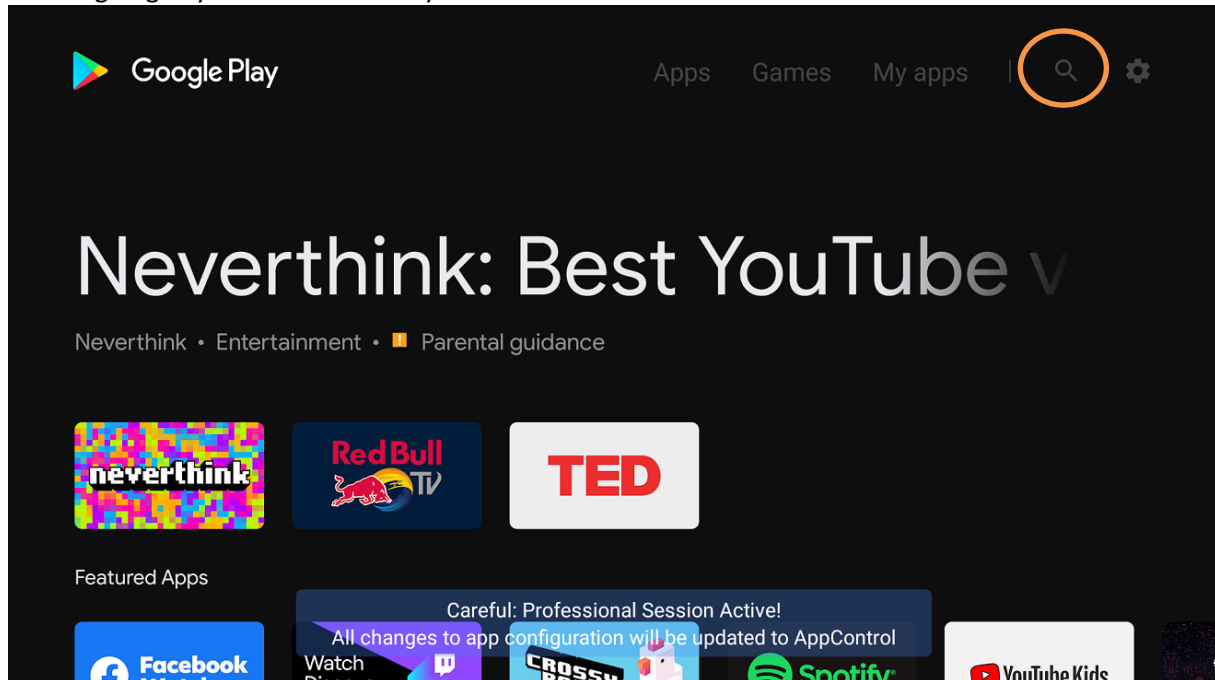 Google Play
Apps Games My apps
Neverthink: Best YouTube v
Neverthink • Entertainment • ! Parental guidance
neverthink
Red Bull
TV
TED
Featured Apps
Careful: Professional Session Active!
All changes to app configuration will be updated to AppControl
Facebook
Watch
CROSSY
Spotify
YouTube Kids